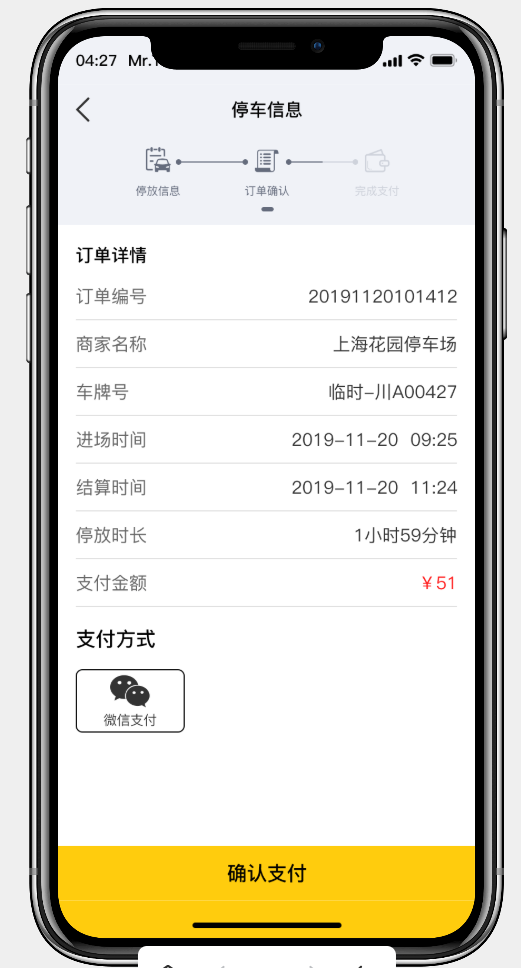 04:27 Mr.
停车信息
停放信息 订单确认 完成支付
订单详情
订单编号 20191120101412
商家名称 上海花园停车场
车牌号 临时-川A00427
进场时间 2019-11-20 09:25
结算时间 2019-11-20 11:24
停放时长 1小时59分钟
支付金额 ¥51
支付方式
微信支付
确认支付